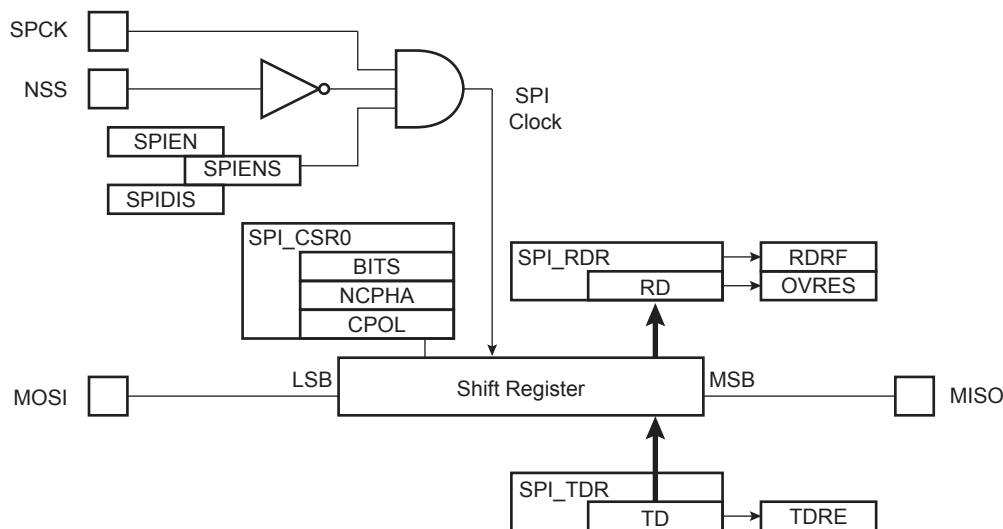 SPCK
NSS
SPI
Clock
SPIEN
SPIENS
SPIDIS
SPI_CSR0
BITS
NCPHA
CPOL
SPI_RDR
RD
RDRF
OVRES
MOSI
LSB
Shift Register
MSB
MISO
SPI_TDR
TD
TDRE